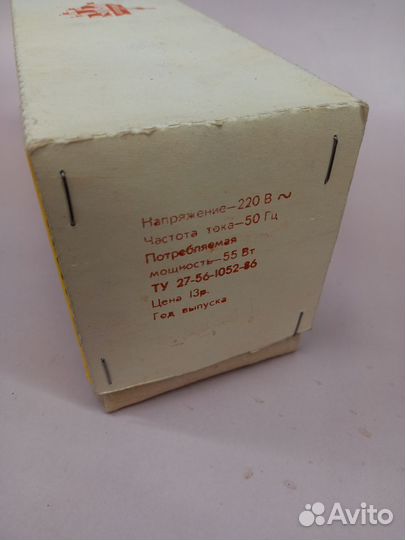 Напряжение—220 В ~
Частота тока—50 Гц
Потребляемая
мощность—55 Вт
ТУ 27-56-1052-86
Цена 13р.
Год выпуска
Avito